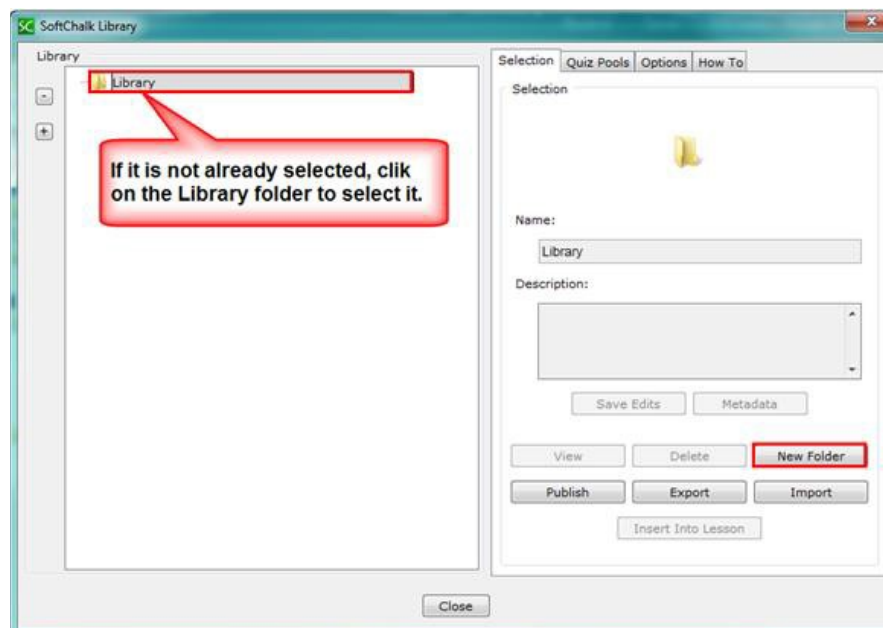 SC SoftChalk Library
x
Library
Library
-
+
If it is not already selected, clik
on the Library folder to select it.
Selection Quiz Pools Options How To
Selection
Name:
Library
Description:
Save Edits Metadata
View Delete New Folder
Publish Export Import
Insert Into Lesson
Close